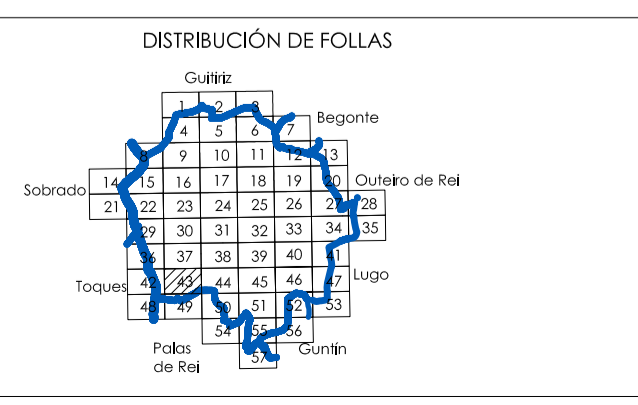 DISTRIBUCIÓN DE FOLLAS
Guitiriz
1 2 3
Begonte
4 5 6 7
8 9 10 11 12 13
Sobrado 14 15 16 17 18 19 20 Outeiro de Rei
21 22 23 24 25 26 27 28
29 30 31 32 33 34 35
36 37 38 39 40 41
Toques 42 43 44 45 46 47 Lugo
48 49 50 51 52 53
54 55 56
Palas de Rei
57
Guntín